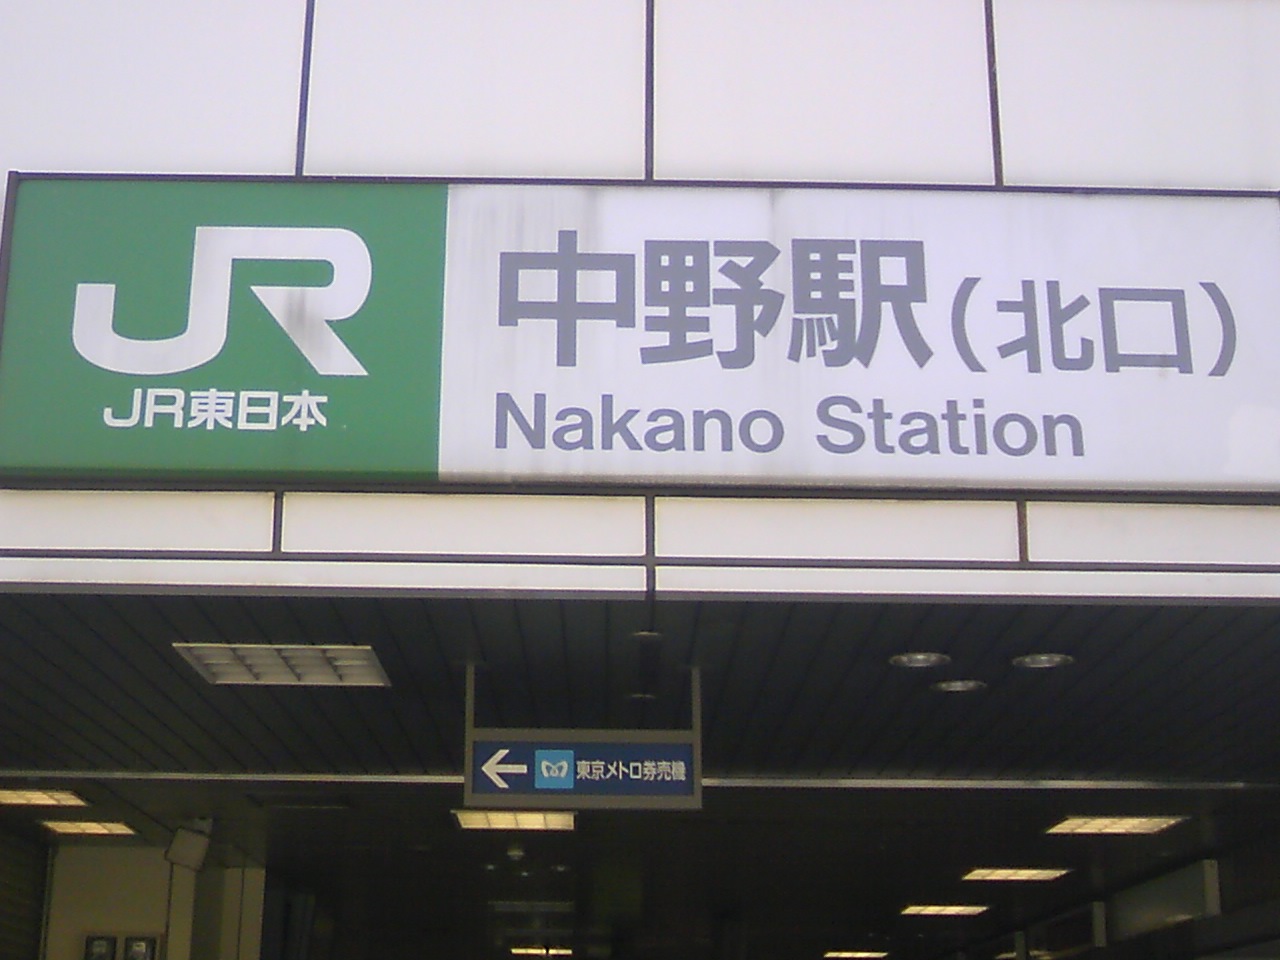 JR
JR東日本
中野駅(北口)
Nakano Station
東京メトロ券売機